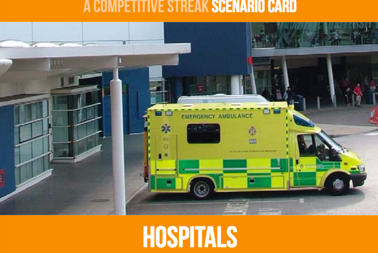 A COMPETITIVE STREAK SCENARIO CARD
EMERGENCY AMBULANCE
HOSPITALS